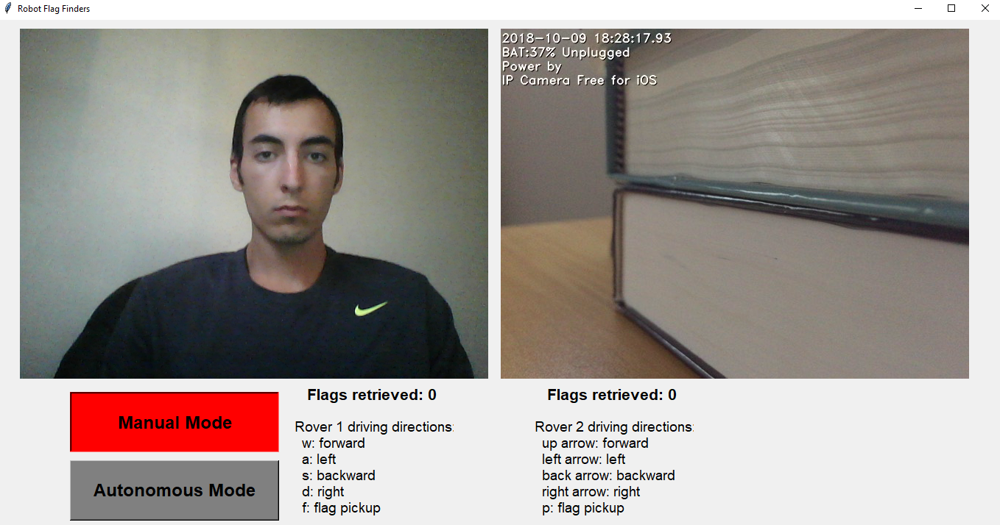 Robot Flag Finders
2018-10-09 18:28:17.93
BAT:37% Unplugged
Power by
IP Camera Free for iOS
Manual Mode
Autonomous Mode
Flags retrieved: 0
Rover 1 driving directions:
w: forward
a: left
s: backward
d: right
f: flag pickup
Flags retrieved: 0
Rover 2 driving directions:
up arrow: forward
left arrow: left
back arrow: backward
right arrow: right
p: flag pickup